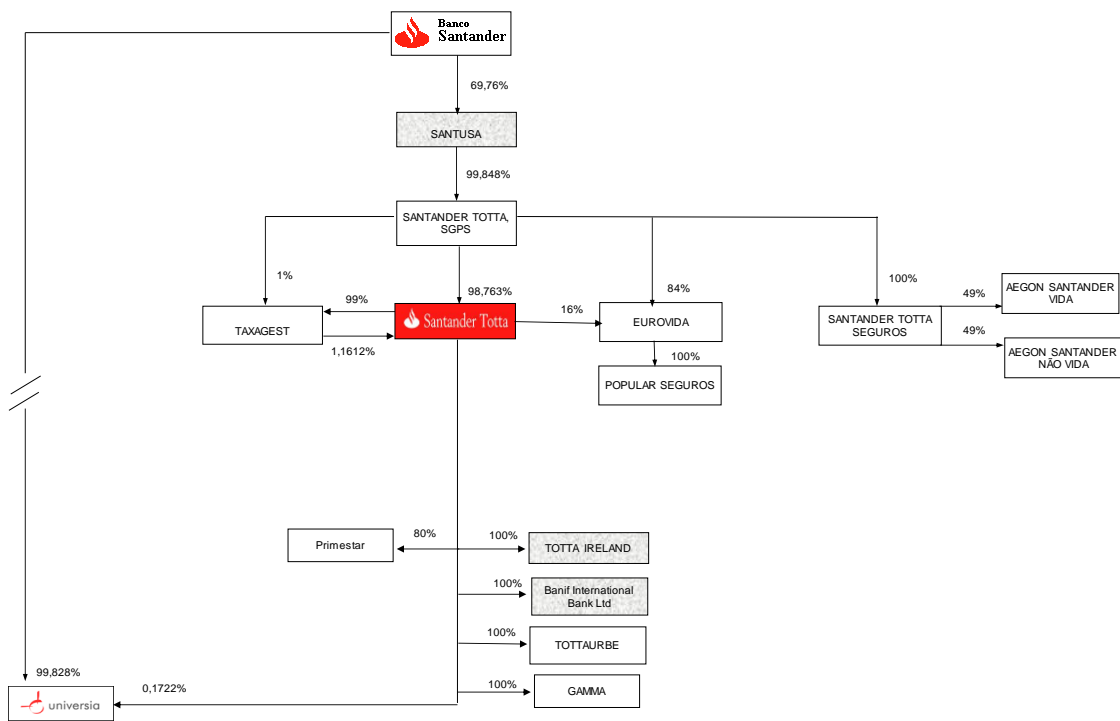 Banco
Santander
69,76%
SANTUSA
99,848%
SANTANDER TOTTA,
SGPS
1%
98,763%
84%
100%
TAXAGEST
99%
1,1612%
Santander Totta
16%
EUROVIDA
100%
POPULAR SEGUROS
SANTANDER TOTTA
SEGUROS
49%
AEGON SANTANDER
VIDA
49%
AEGON SANTANDER
NÃO VIDA
Primestar
80%
100%
TOTTA IRELAND
100%
Banif International
Bank Ltd
100%
TOTTAURBE
100%
GAMMA
99,828%
0,1722%
universia